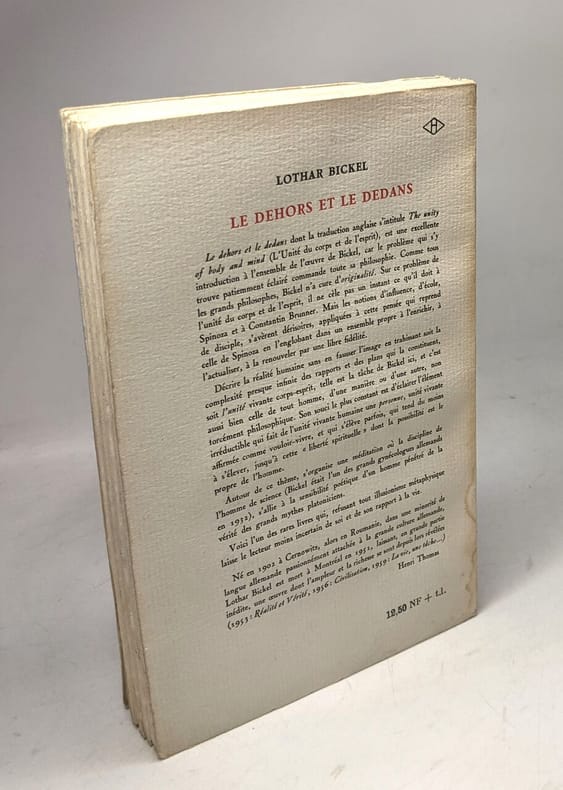 H
LOTHAR BICKEL
LE DEHORS ET LE DEDANS
Le dehors et le dedans dont la traduction anglaise s'intitule The unity
of body and mind (L'Unité du corps et de l'esprit), est une excellente
introduction à l'ensemble de l'œuvre de Bickel, car le problème qui s'y
trouve patiemment éclairé commande toute sa philosophie. Comme tous
les grands philosophes, Bickel n'a cure d'originalité. Sur ce problème de
l'unité du corps et de l'esprit, il ne cèle pas un instant ce qu'il doit à
Spinoza et à Constantin Brunner. Mais les notions d'influence, d'école,
de disciple, s'avèrent dérisoires, appliquées à cette pensée qui reprend
celle de Spinoza en l'englobant dans un ensemble propre à l'enrichir, à
l'actualiser, à la renouveler par une libre fidélité.
Décrire la réalité humaine sans en fausser l'image en trahissant soit la
complexité presque infinie des rapports et des plans qui la constituent,
soit l'unité vivante corps-esprit, telle est la tâche de Bickel ici, et c'est
aussi bien celle de tout homme, d'une manière ou d'une autre, non
forcément philosophique. Son souci le plus constant est d'éclairer l'élément
irréductible qui fait de l'unité vivante humaine une personne, unité vivante
affirmée comme vouloir-vivre, et qui s'élève parfois, qui tend du moins
à s'élever, jusqu'à cette « liberté spirituelle » dont la possibilité est le
propre de l'homme.
Autour de ce thème, s'organise une méditation où la discipline de
l'homme de science (Bickel était l'un des grands gynécologues allemands
en 1932), s'allie à la sensibilité poétique d'un homme pénétré de la
vérité des grands mythes platoniciens.
Voici l'un des rares livres qui, refusant tout illusionisme métaphysique
laisse le lecteur moins incertain de soi et de son rapport à la vie.
Né en 1902 à Cernowitz, alors en Roumanie, dans une minorité de
langue allemande passionnément attachée à la grande culture allemande,
Lothar Bickel est mort à Montréal en 1951, laissant, en grande partie
inédite, une œuvre dont l'ampleur et la richesse se sont depuis lors révélées
(1953 : Réalité et Vérité, 1956 : Civilisation, 1959 : La vie, une tâche...)
Henri Thomas
12,50 NF + t.l.